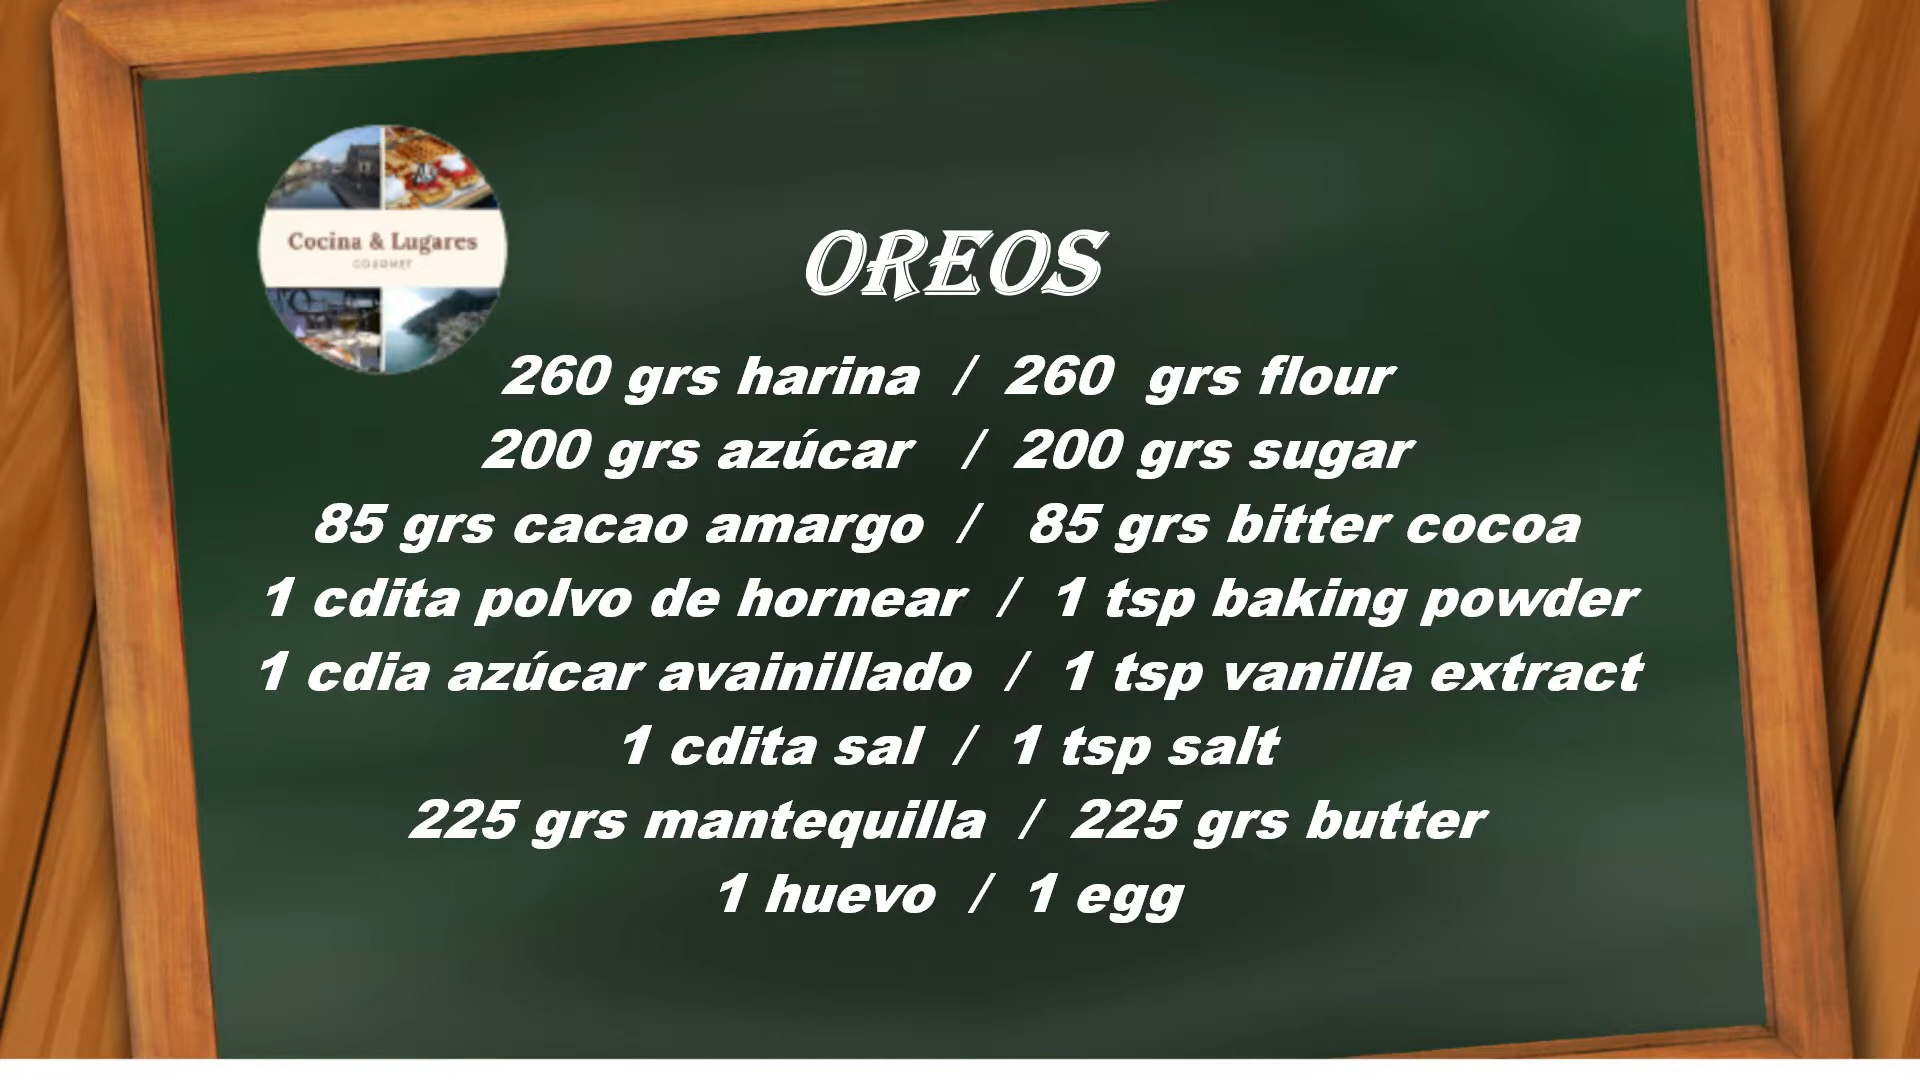 Cocina & Lugares
GOURMET
OREOS
260 grs harina / 260 grs flour
200 grs azúcar / 200 grs sugar
85 grs cacao amargo / 85 grs bitter cocoa
1 cdita polvo de hornear / 1 tsp baking powder
1 cdia azúcar avainillado / 1 tsp vanilla extract
1 cdita sal / 1 tsp salt
225 grs mantequilla / 225 grs butter
1 huevo / 1 egg